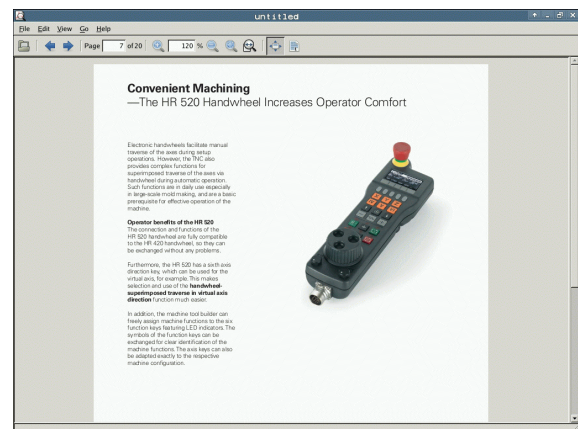 untitled
File Edit View Go Help
Page 7 of 20 120 %
Convenient Machining
—The HR 520 Handwheel Increases Operator Comfort
Electronic handwheels facilitate manual
traverse of the axes during setup
operations. However, the TNC also
provides complex functions for
superimposed traverse of the axes via
handwheel during automatic operation.
Such functions are in daily use especially
in large-scale mold making, and are a basic
prerequisite for effective operation of the
machine.
Operator benefits of the HR 520
The connection and functions of the
HR 520 handwheel are fully compatible
to the HR 420 handwheel, so they can
be exchanged without any problems.
Furthermore, the HR 520 has a sixth axis
direction key, which can be used for the
virtual axis, for example. This makes
selection and use of the handwheel-
superimposed traverse in virtual axis
direction function much easier.
In addition, the machine tool builder can
freely assign machine functions to the six
function keys featuring LED indicators. The
symbols of the function keys can be
exchanged for clear identification of the
machine functions. The axis keys can also
be adapted exactly to the respective
machine configuration.